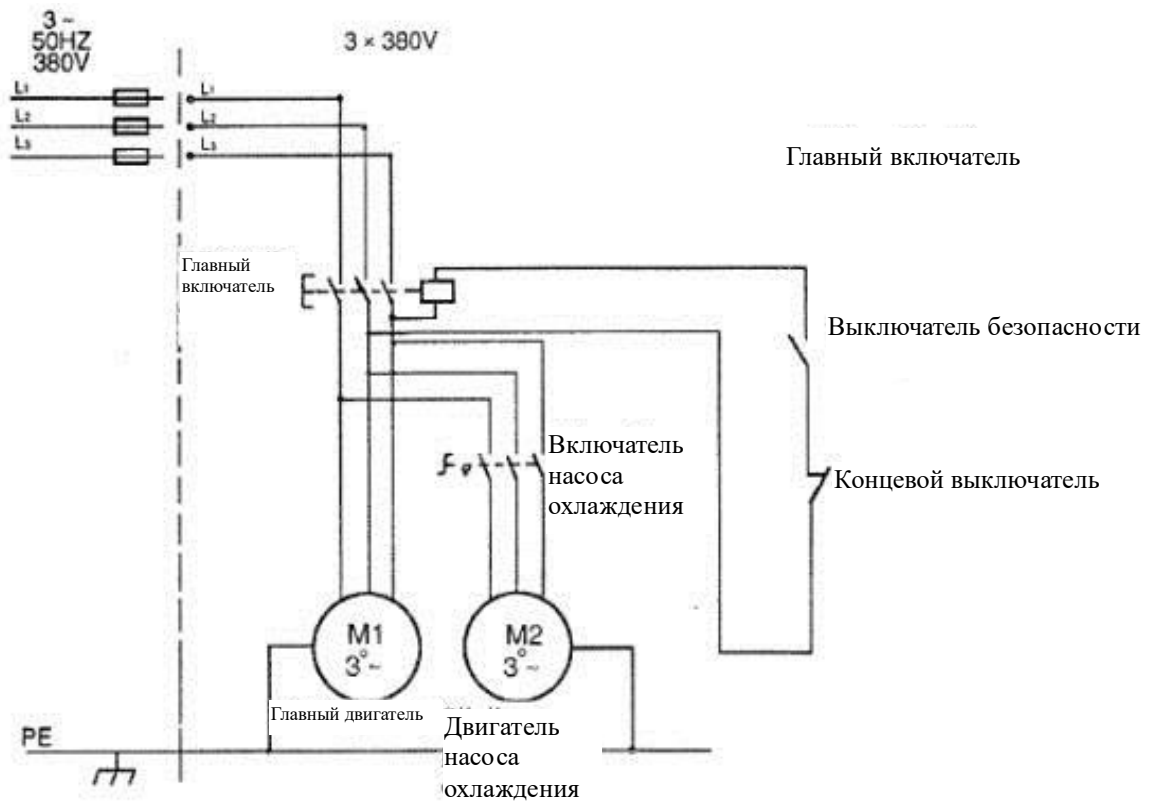 3 ~
50HZ
380V
3 × 380V
L1
L1
L2
L2
L3
L3
Главный включатель
Главный
включатель
Выключатель безопасности
Включатель
насоса
охлаждения
Концевой выключатель
M1
3~
M2
3~
Главный двигатель
Двигатель
насоса
охлаждения
PE